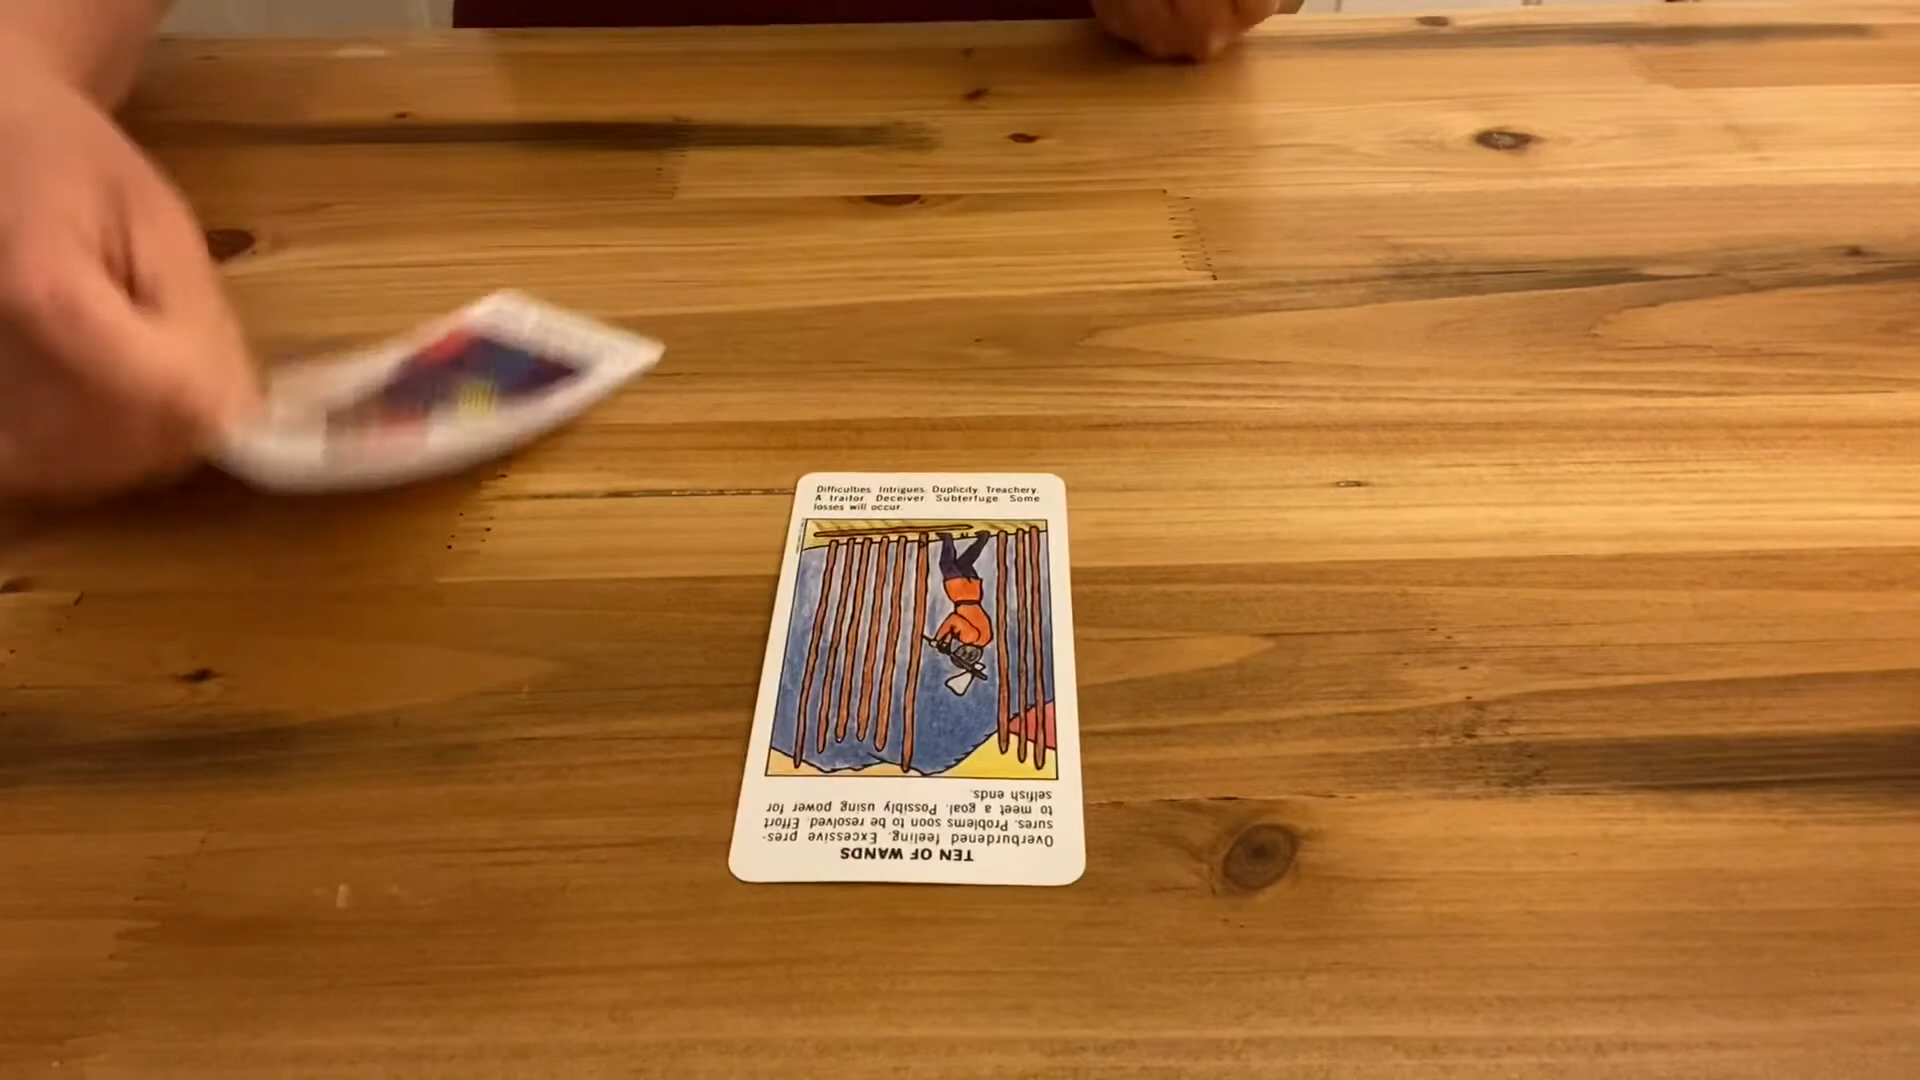 Difficulties Intrigues. Duplicity. Treachery.
A traitor. Deceiver Subterfuge Some
losses will occur.
TEN OF WANDS
Overburdened feeling. Excessive pres-
sures. Problems soon to be resolved. Effort
to meet a goal. Possibly using power for
selfish ends.